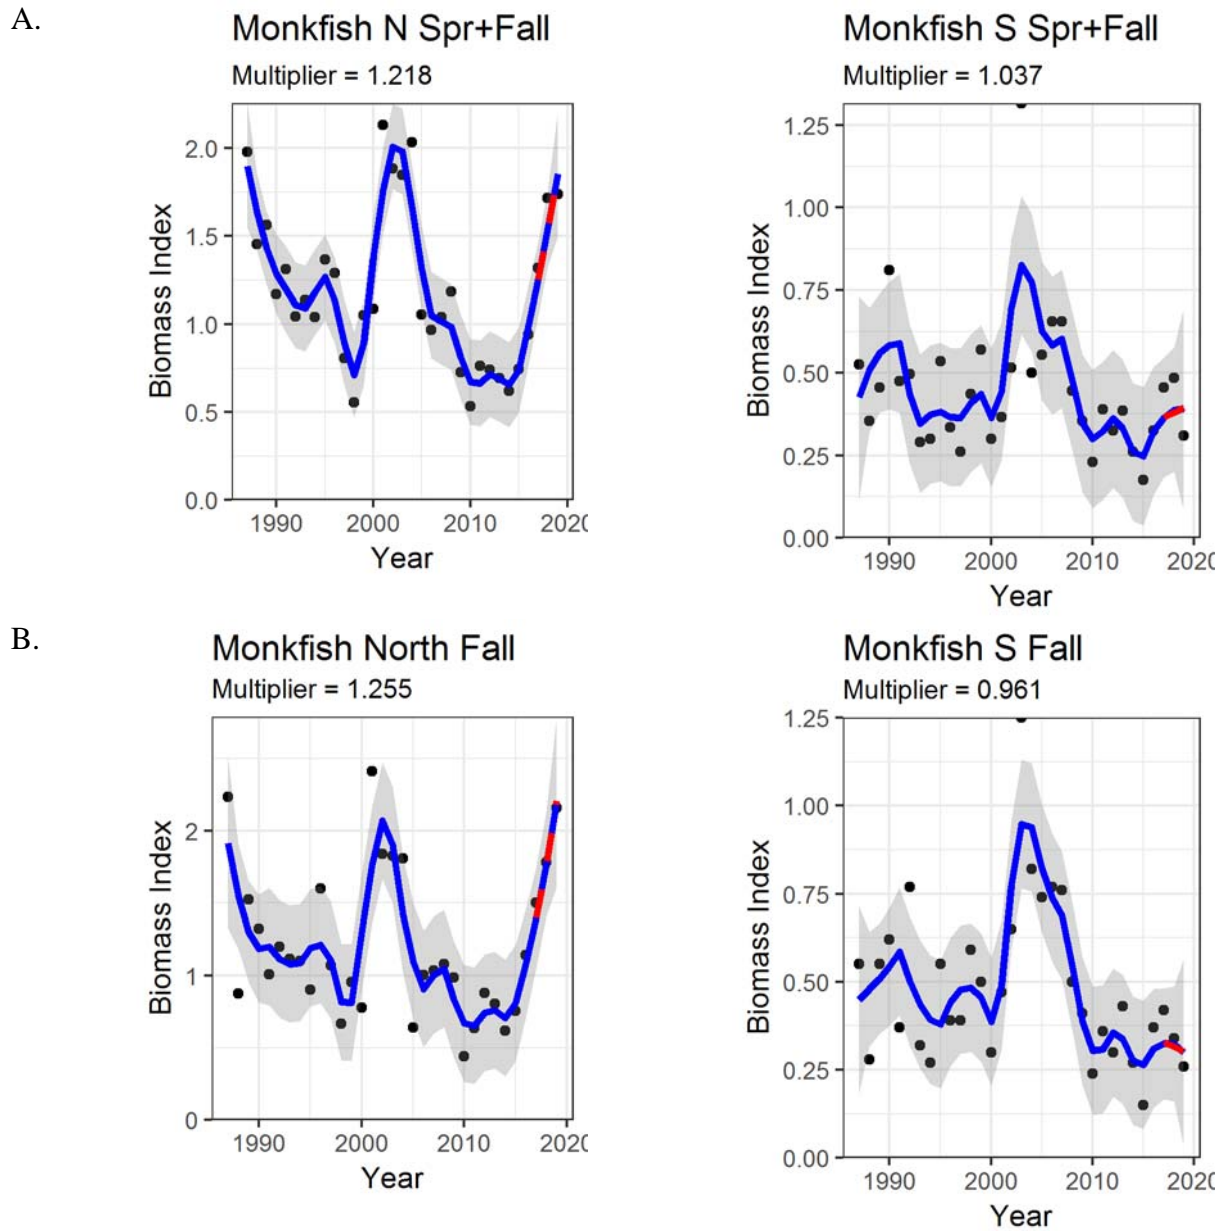 A.
Monkfish N Spr+Fall
Multiplier = 1.218
Biomass Index
2.0
1.5
1.0
0.5
0.0
1990 2000 2010 202
Year
Monkfish S Spr+Fall
Multiplier = 1.037
Biomass Index
1.25
1.00
0.75
0.50
0.25
0.00
1990 2000 2010 2020
Year
B.
Monkfish North Fall
Multiplier = 1.255
Biomass Index
2
1
0
1990 2000 2010 2020
Year
Monkfish S Fall
Multiplier = 0.961
Biomass Index
1.25
1.00
0.75
0.50
0.25
0.00
1990 2000 2010 2020
Year